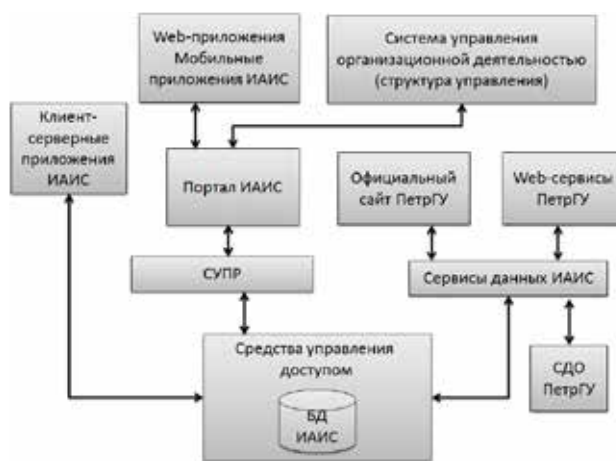 Web-приложения
Мобильные
приложения ИАИС
Система управления
организационной деятельностью
(структура управления)
Клиент-
серверные
приложения
ИАИС
Портал ИАИС
Официальный
сайт ПетрГУ
Web-сервисы
ПетрГУ
СУПР
Сервисы данных ИАИС
Средства управления
доступом
БД
ИАИС
СДО
ПетрГУ